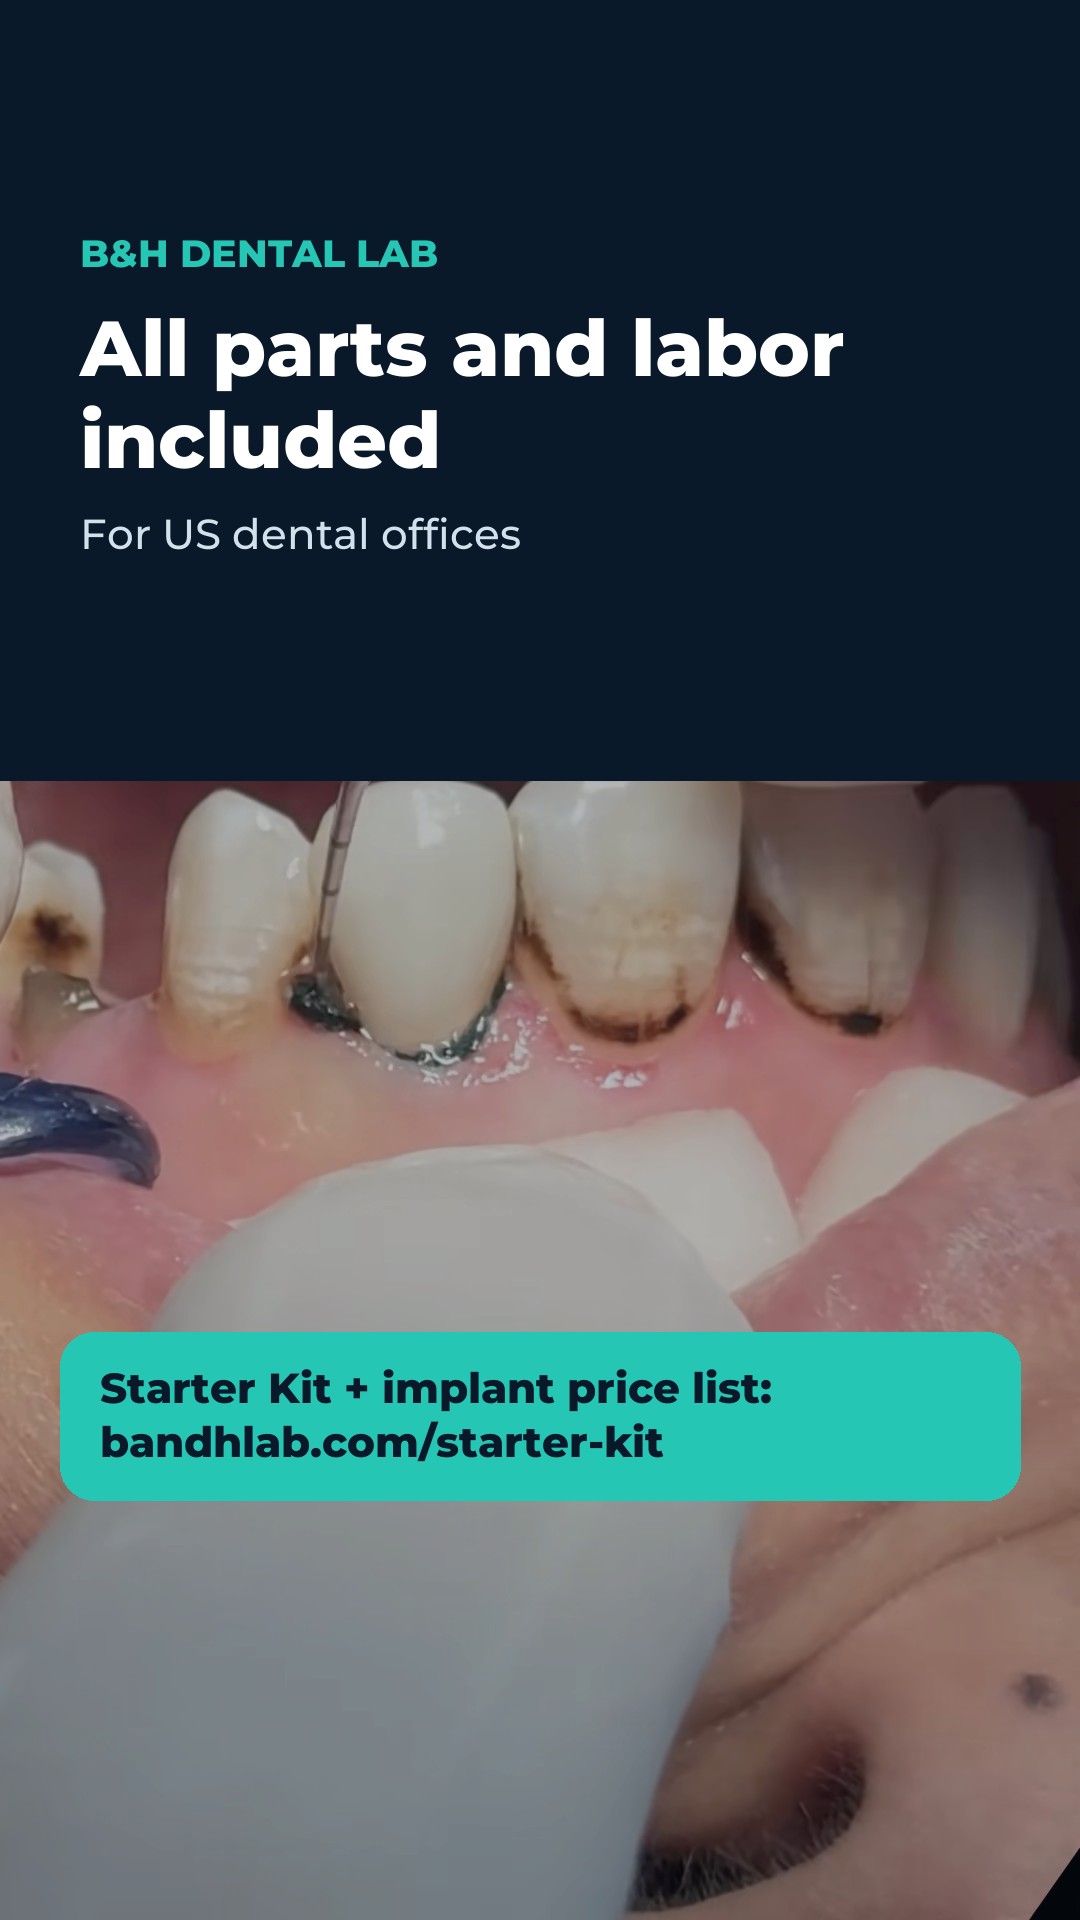 B&H DENTAL LAB
All parts and labor
included
For US dental offices
Starter Kit + implant price list:
bandhlab.com/starter-kit